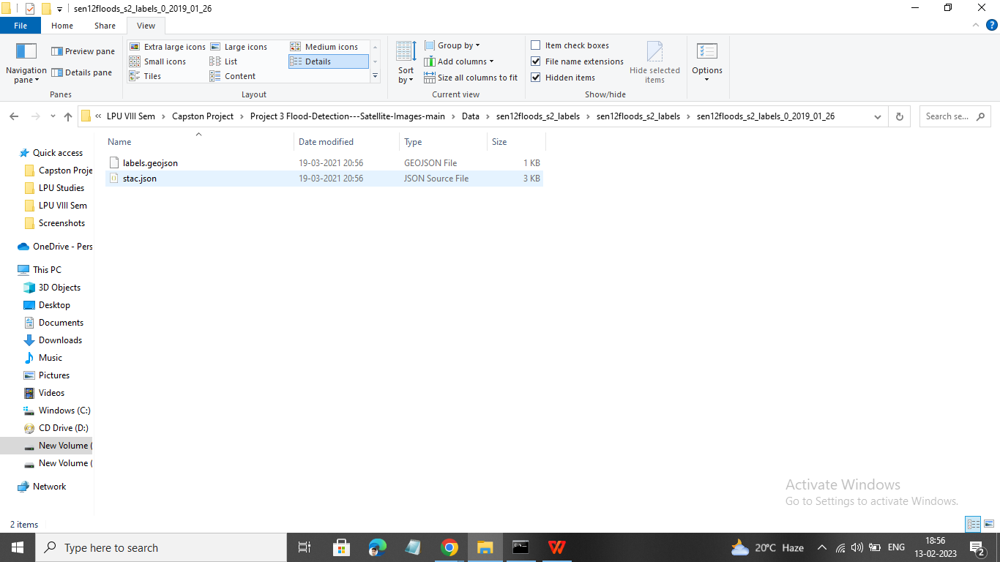 sen12floods_s2_labels_0_2019_01_26
File Home Share View
Navigation pane
Preview pane
Details pane
Panes
Extra large icons Large icons Medium icons
Small icons List Details
Tiles Content
Layout
Sort by
Group by
Add columns
Size all columns to fit
Current view
Item check boxes
File name extensions
Hidden items
Hide selected items
Show/hide
Options
« LPU VIII Sem > Capston Project > Project 3 Flood-Detection---Satellite-Images-main > Data > sen12floods_s2_labels > sen12floods_s2_labels > sen12floods_s2_labels_0_2019_01_26
Search se...
Name Date modified Type Size
labels.geojson 19-03-2021 20:56 GEOJSON File 1 KB
stac.json 19-03-2021 20:56 JSON Source File 3 KB
Quick access
Capston Proje
LPU Studies
LPU VIII Sem
Screenshots
OneDrive - Pers
This PC
3D Objects
Desktop
Documents
Downloads
Music
Pictures
Videos
Windows (C:)
CD Drive (D:)
New Volume (
New Volume (
Network
Activate Windows
Go to Settings to activate Windows.
2 items
Type here to search
20°C Haze
ENG
18:56
13-02-2023
2